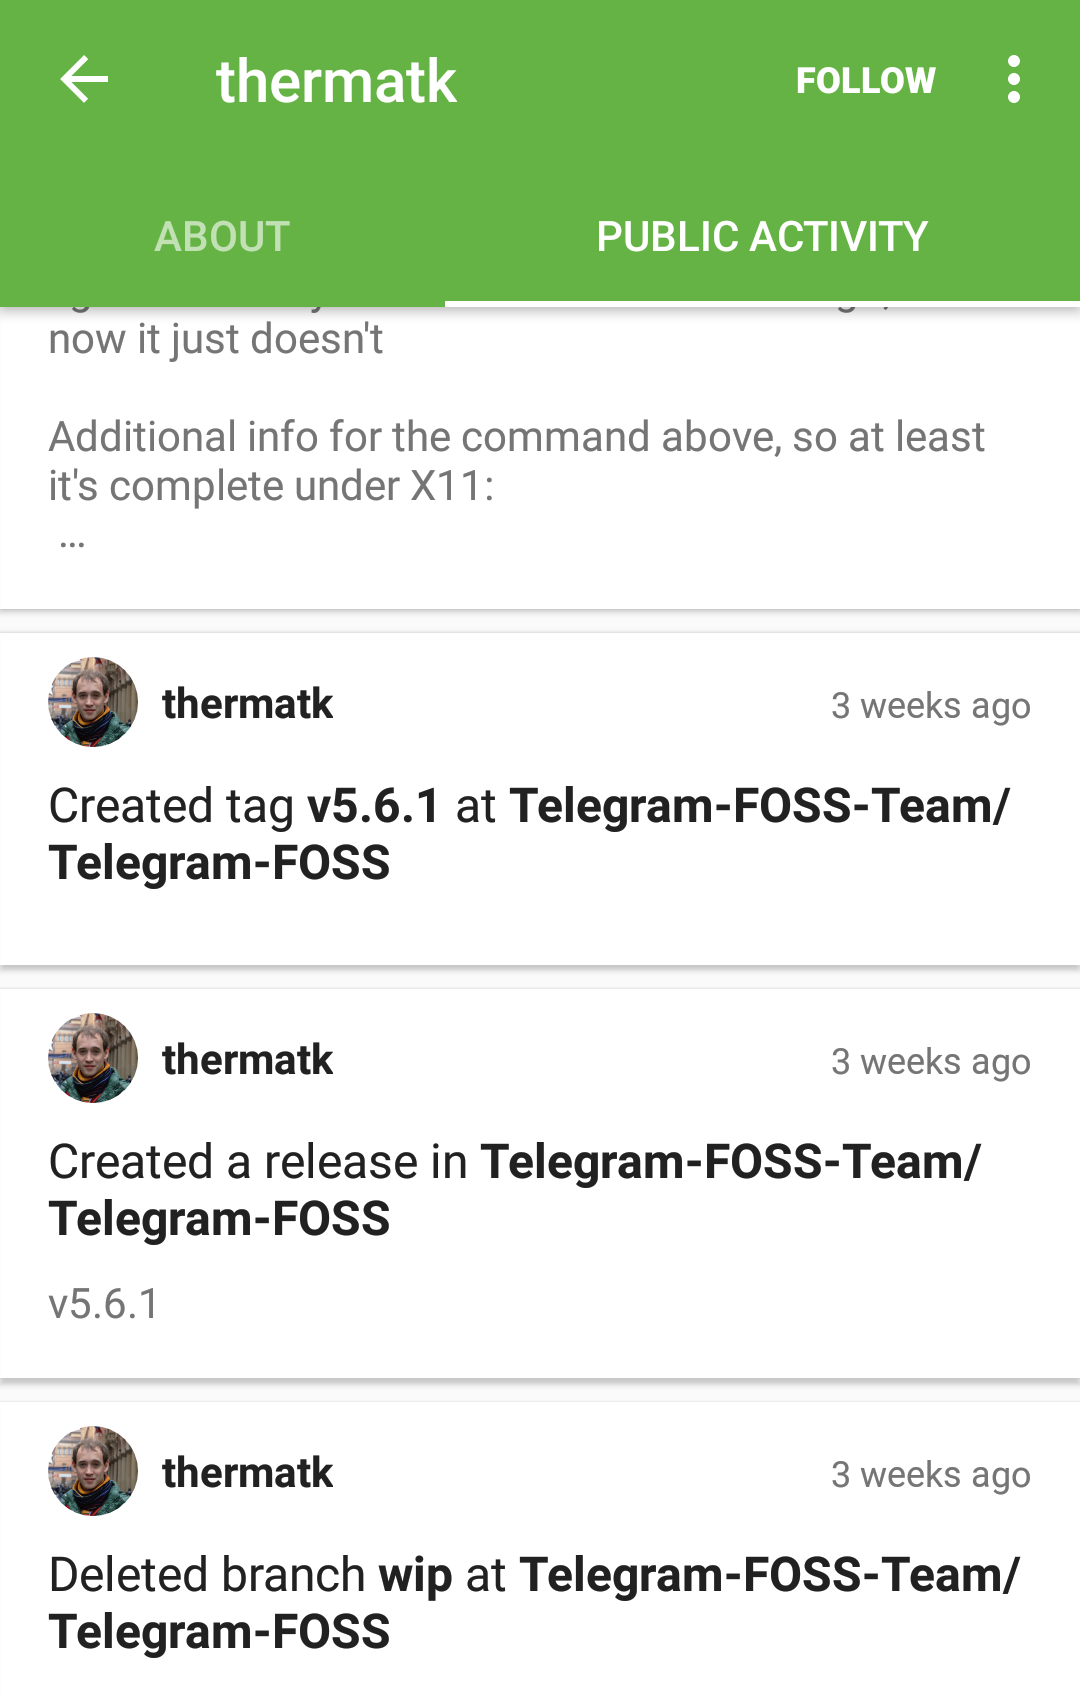 thermatk
FOLLOW
ABOUT
PUBLIC ACTIVITY
now it just doesn't
Additional info for the command above, so at least
it's complete under X11:
...
thermatk
3 weeks ago
Created tag v5.6.1 at Telegram-FOSS-Team/
Telegram-FOSS
thermatk
3 weeks ago
Created a release in Telegram-FOSS-Team/
Telegram-FOSS
v5.6.1
thermatk
3 weeks ago
Deleted branch wip at Telegram-FOSS-Team/
Telegram-FOSS